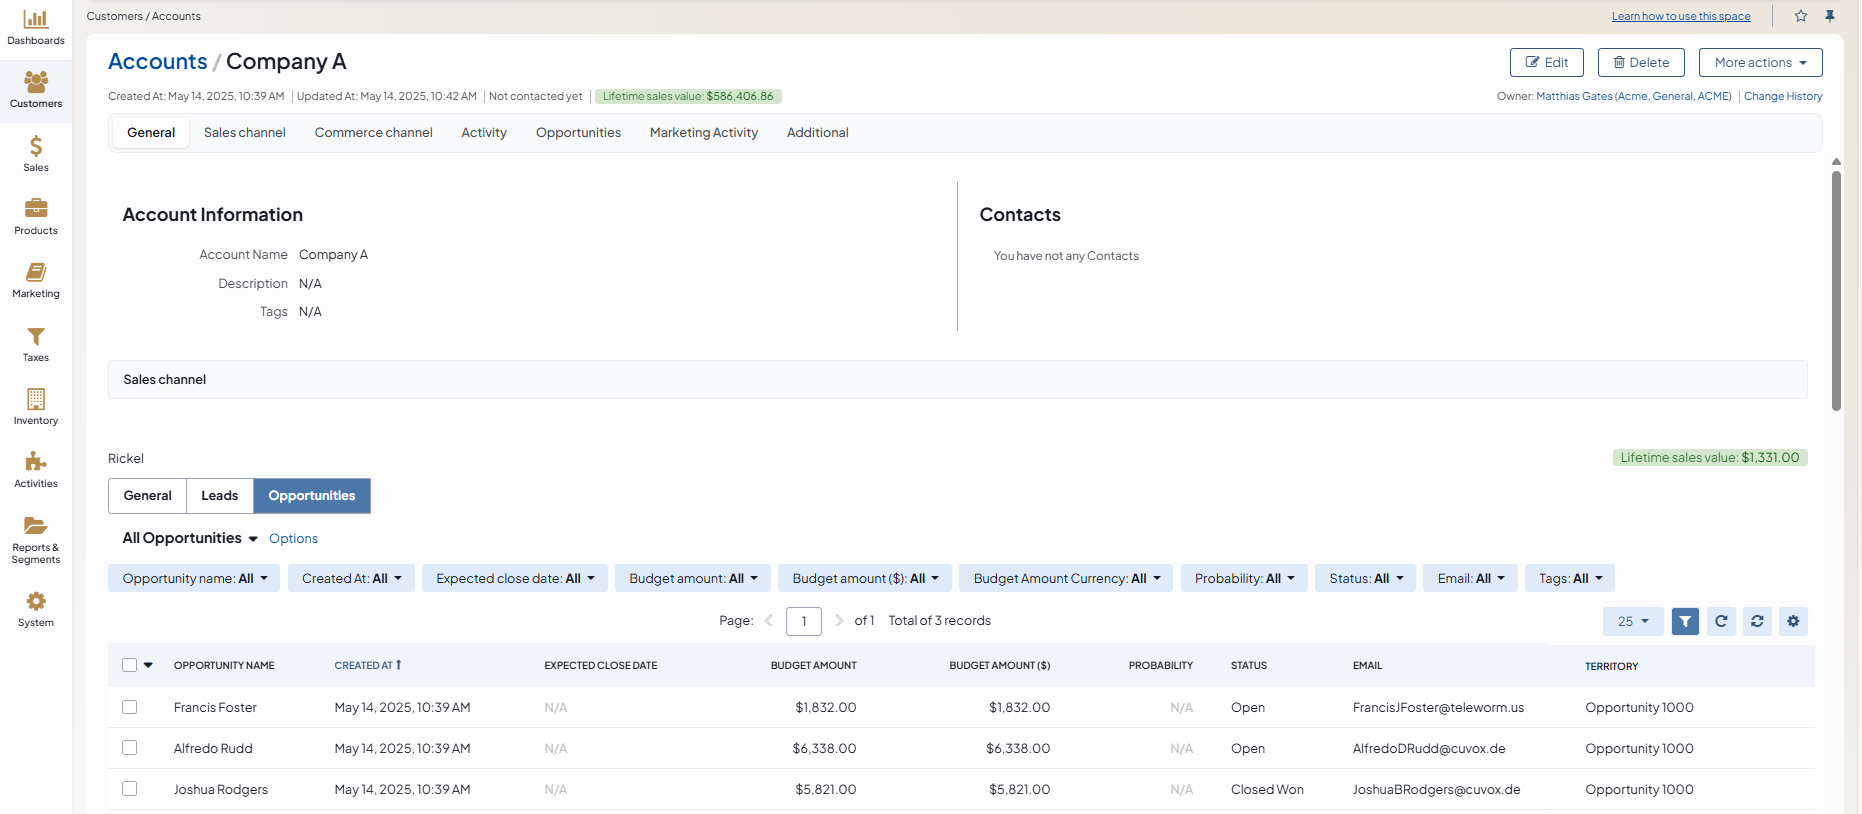 Dashboards
Customers
Sales
Products
Marketing
Taxes
Inventory
Activities
Reports &
Segments
System
Customers / Accounts
Learn how to use this space
Accounts / Company A
Edit
Delete
More actions
Created At: May 14, 2025, 10:39 AM | Updated At: May 14, 2025, 10:42 AM | Not contacted yet | Lifetime sales value: $586,406.86
Owner: Matthias Gates (Acme, General, ACME) | Change History
General Sales channel Commerce channel Activity Opportunities Marketing Activity Additional
Account Information
Account Name Company A
Description N/A
Tags N/A
Contacts
You have not any Contacts
Sales channel
Rickel
Lifetime sales value: $1,331.00
General Leads Opportunities
All Opportunities Options
Opportunity name: All Created At: All Expected close date: All Budget amount: All Budget amount ($): All Budget Amount Currency: All Probability: All Status: All Email: All Tags: All
Page: 1 of 1 Total of 3 records
25
OPPORTUNITY NAME CREATED AT EXPECTED CLOSE DATE BUDGET AMOUNT BUDGET AMOUNT ($) PROBABILITY STATUS EMAIL TERRITORY
Francis Foster May 14, 2025, 10:39 AM N/A $1,832.00 $1,832.00 N/A Open FrancisJFoster@teleworm.us Opportunity 1000
Alfredo Rudd May 14, 2025, 10:39 AM N/A $6,338.00 $6,338.00 N/A Open AlfredoDRudd@cuvox.de Opportunity 1000
Joshua Rodgers May 14, 2025, 10:39 AM N/A $5,821.00 $5,821.00 N/A Closed Won JoshuaBRodgers@cuvox.de Opportunity 1000